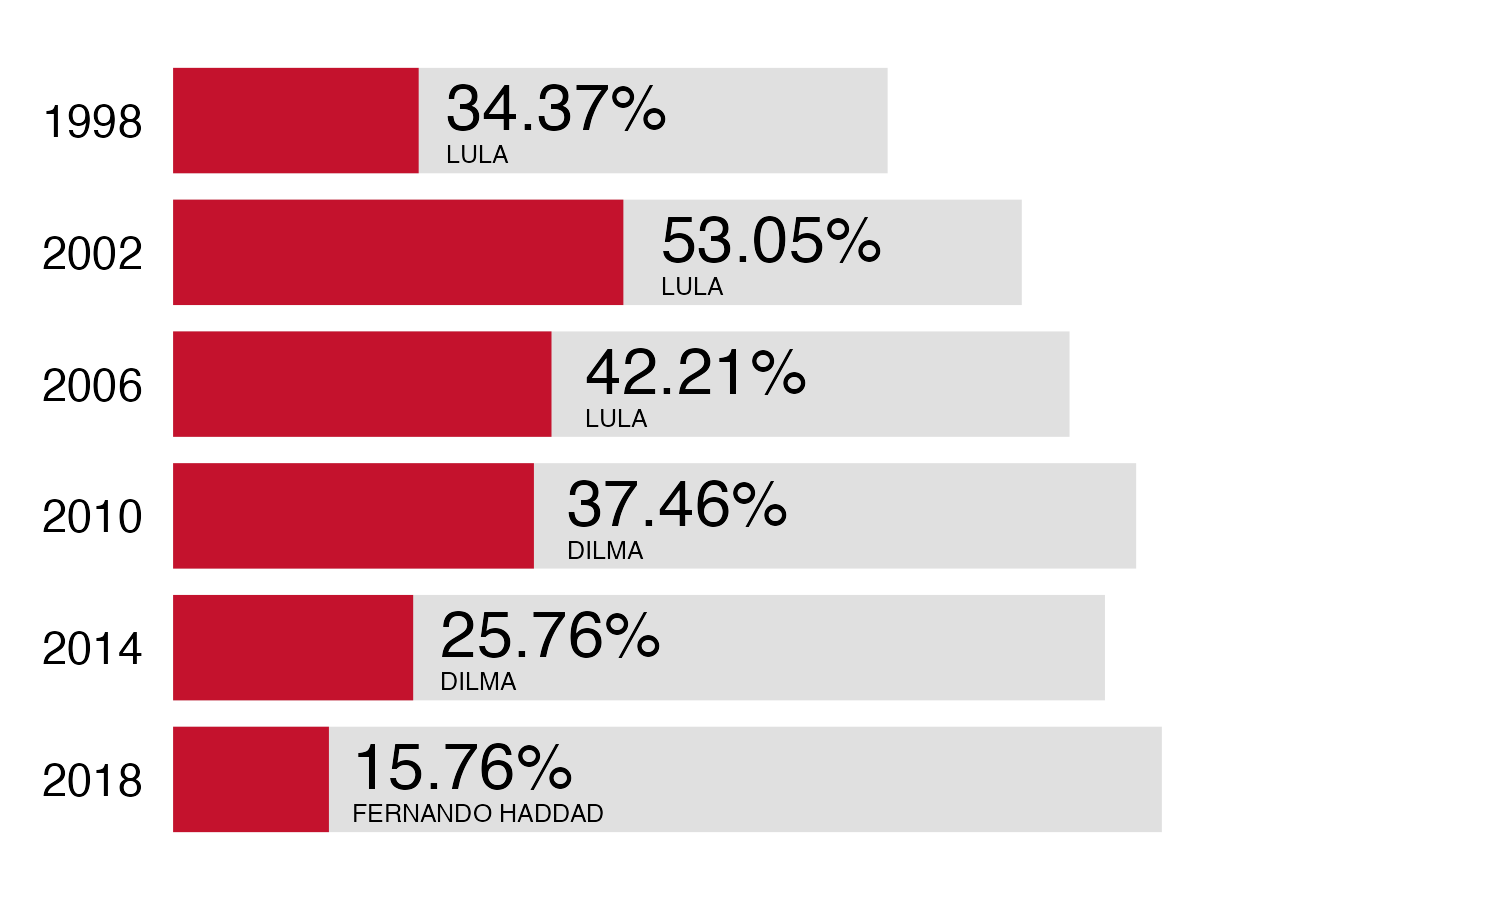 1998
34.37%
LULA
2002
53.05%
LULA
2006
42.21%
LULA
2010
37.46%
DILMA
2014
25.76%
DILMA
2018
15.76%
FERNANDO HADDAD